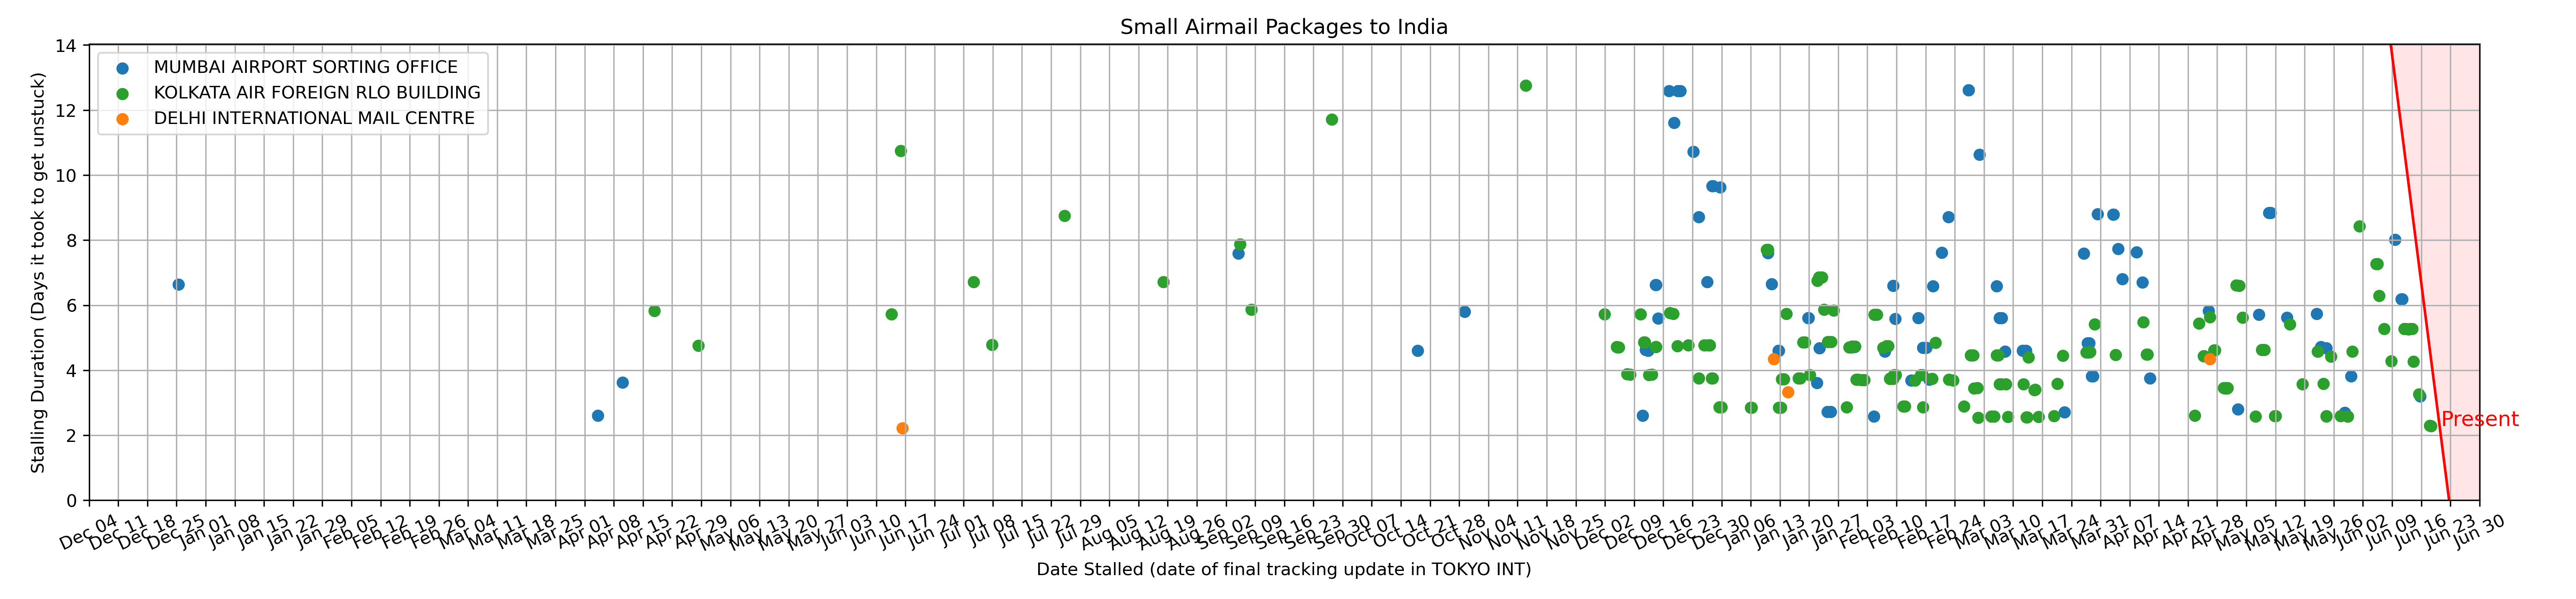 Small Airmail Packages to India
MUMBAI AIRPORT SORTING OFFICE
KOLKATA AIR FOREIGN RLO BUILDING
DELHI INTERNATIONAL MAIL CENTRE
Stalling Duration (Days it took to get unstuck)
14
12
10
8
6
4
2
0
Present
Dec 04
Dec 11
Dec 18
Dec 25
Jan 01
Jan 08
Jan 15
Jan 22
Jan 29
Feb 05
Feb 12
Feb 19
Feb 26
Mar 04
Mar 11
Mar 18
Mar 25
Apr 01
Apr 08
Apr 15
Apr 22
Apr 29
May 06
May 13
May 20
May 27
Jun 03
Jun 10
Jun 17
Jun 24
Jul 01
Jul 08
Jul 15
Jul 22
Jul 29
Aug 05
Aug 12
Aug 19
Aug 26
Sep 02
Sep 09
Sep 16
Sep 23
Sep 30
Oct 07
Oct 14
Oct 21
Oct 28
Nov 04
Nov 11
Nov 18
Nov 25
Dec 02
Dec 09
Dec 16
Dec 23
Dec 30
Jan 06
Jan 13
Jan 20
Jan 27
Feb 03
Feb 10
Feb 17
Feb 24
Mar 03
Mar 10
Mar 17
Mar 24
Mar 31
Apr 07
Apr 14
Apr 21
Apr 28
May 05
May 12
May 19
May 26
Jun 02
Jun 09
Jun 16
Jun 23
Jun 30
Date Stalled (date of final tracking update in TOKYO INT)